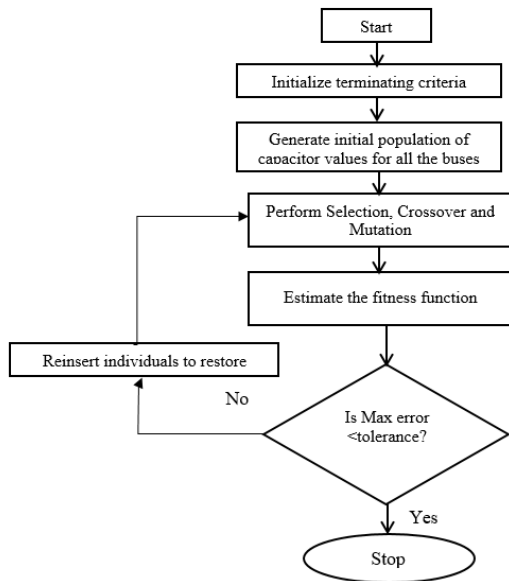 Start
Initialize terminating criteria
Generate initial population of
capacitor values for all the buses
Perform Selection, Crossover and
Mutation
Estimate the fitness function
Reinsert individuals to restore
No
Is Max error
<tolerance?
Yes
Stop